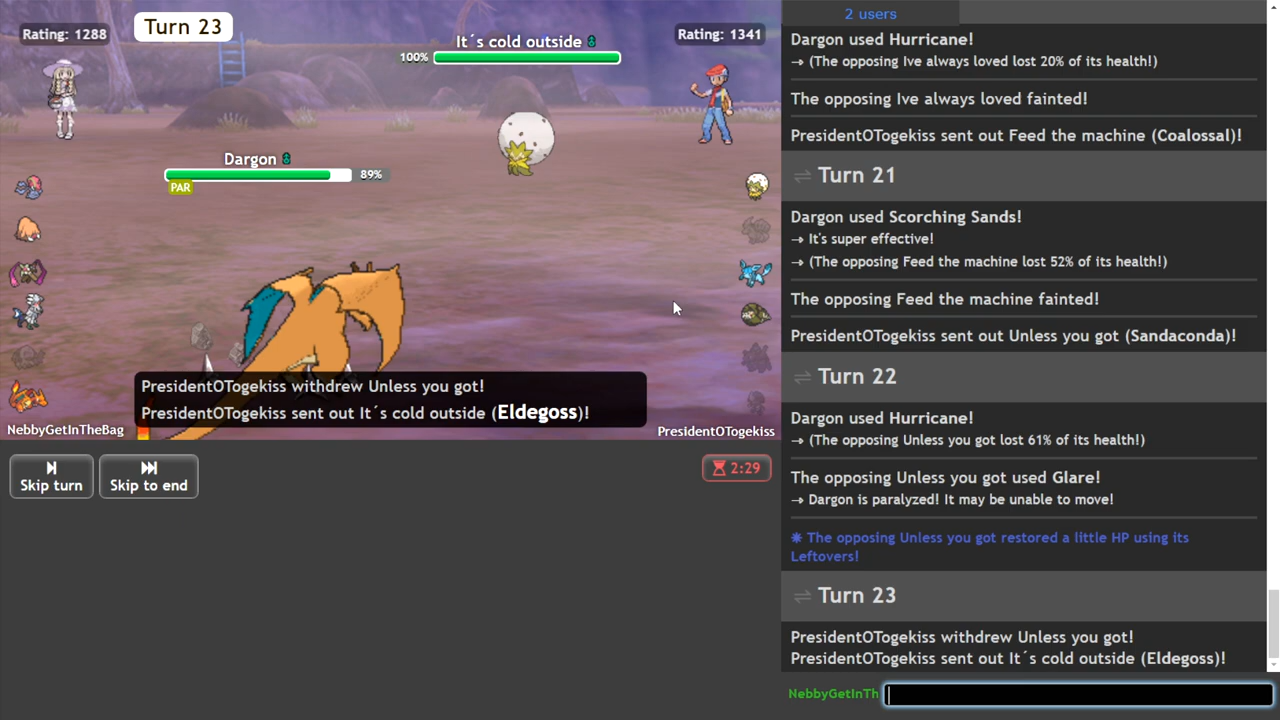 Rating: 1288
Turn 23
It´s cold outside
100%
Rating: 1341
Dargon
89%
PAR
PresidentOTogekiss withdrew Unless you got!
PresidentOTogekiss sent out It´s cold outside (Eldegoss)!
NebbyGetInTheBag
PresidentOTogekiss
Skip turn
Skip to end
2:29
2 users
Dargon used Hurricane!
→ (The opposing Ive always loved lost 20% of its health!)
The opposing Ive always loved fainted!
PresidentOTogekiss sent out Feed the machine (Coalossal)!
Turn 21
Dargon used Scorching Sands!
→ It's super effective!
→ (The opposing Feed the machine lost 52% of its health!)
The opposing Feed the machine fainted!
PresidentOTogekiss sent out Unless you got (Sandaconda)!
Turn 22
Dargon used Hurricane!
→ (The opposing Unless you got lost 61% of its health!)
The opposing Unless you got used Glare!
→ Dargon is paralyzed! It may be unable to move!
The opposing Unless you got restored a little HP using its
Leftovers!
Turn 23
PresidentOTogekiss withdrew Unless you got!
PresidentOTogekiss sent out It´s cold outside (Eldegoss)!
NebbyGetInTh